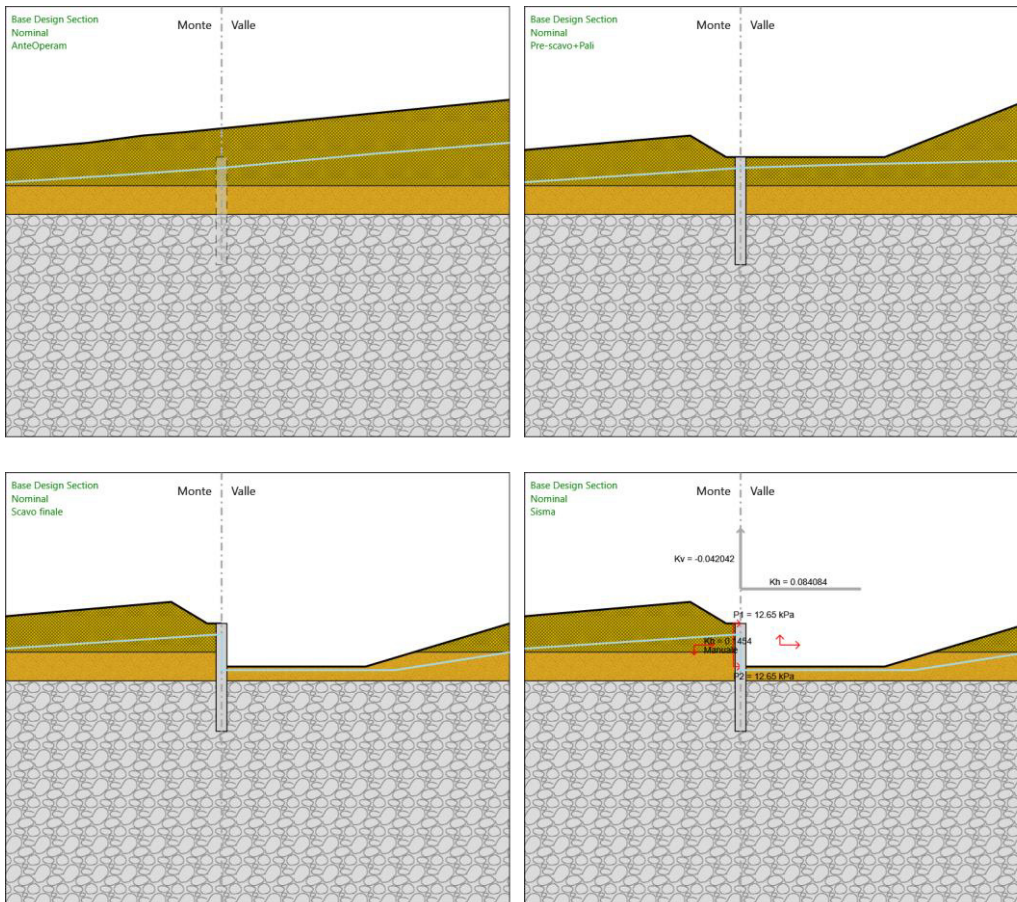 Base Design Section
Nominal
AnteOperam
Monte Valle
Base Design Section
Nominal
Pre-scavo+Pali
Monte Valle
Base Design Section
Nominal
Scavo finale
Monte Valle
Base Design Section
Nominal
Sisma
Monte Valle
Kv = -0.042042
Kh = 0.084084
P1 = 12.65 kPa
Manuale
P2 = 12.65 kPa